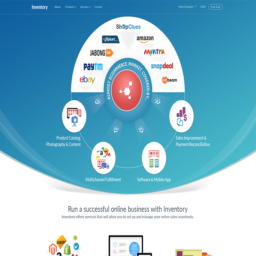 Inventory
ShopClues
flipkart
amazon
JABONG
Myntra
PAYTM
snapdeal
ebay
Product Catalog,
Photography & Content
Sales Improvement &
Payment Reconciliation
Multichannel Fulfillment
Software & Mobile App
Run a successful online business with Inventory